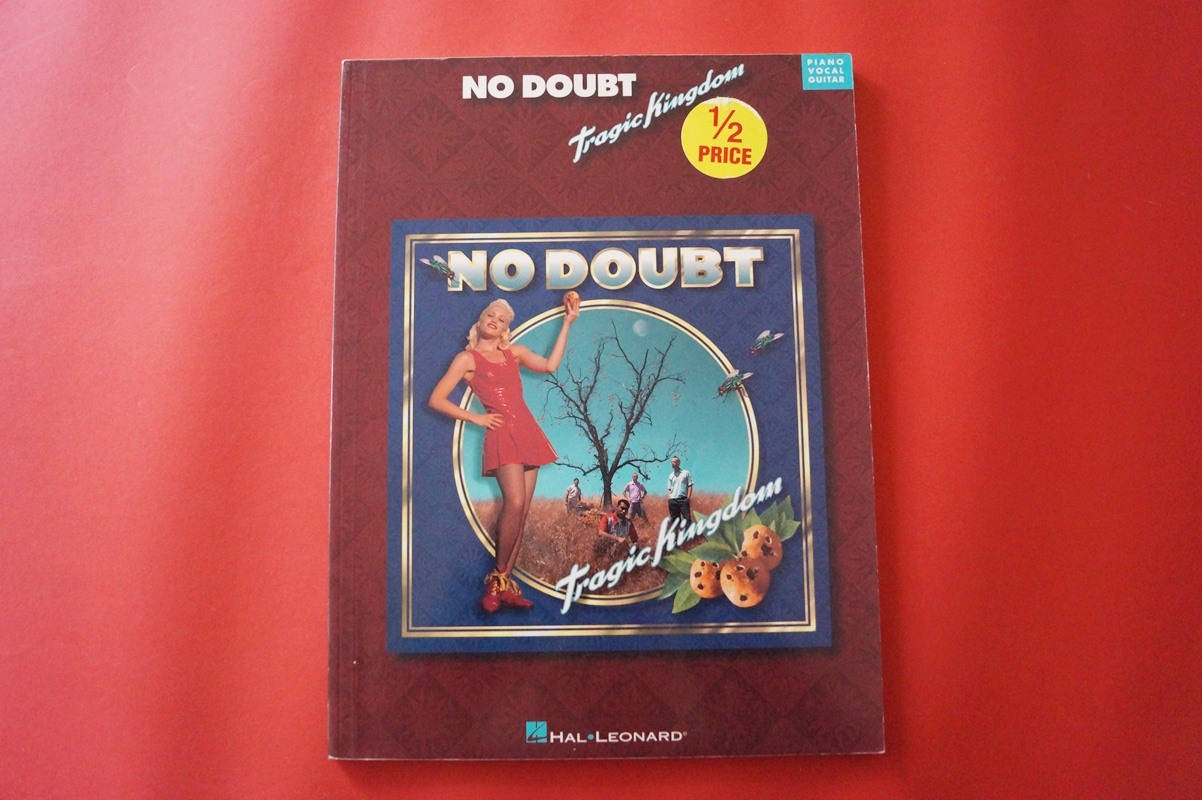 PIANO
VOCAL
GUITAR
NO DOUBT
Tragic Kingdom
1/2
PRICE
NO DOUBT
Tragic Kingdom
HAL•LEONARD®